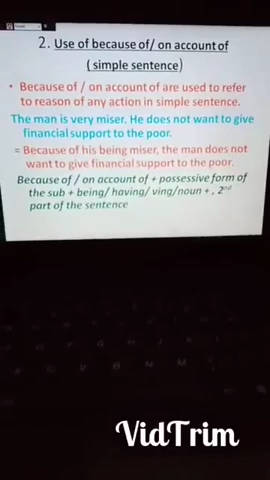 2. Use of because of/ on account of
( simple sentence)
• Because of / on account of are used to refer
to reason of any action in simple sentence.
The man is very miser. He does not want to give
financial support to the poor.
= Because of his being miser, the man does not
want to give financial support to the poor.
Because of / on account of + possessive form of
the sub + being/ having/ ving/noun + , 2nd
part of the sentence
VidTrim